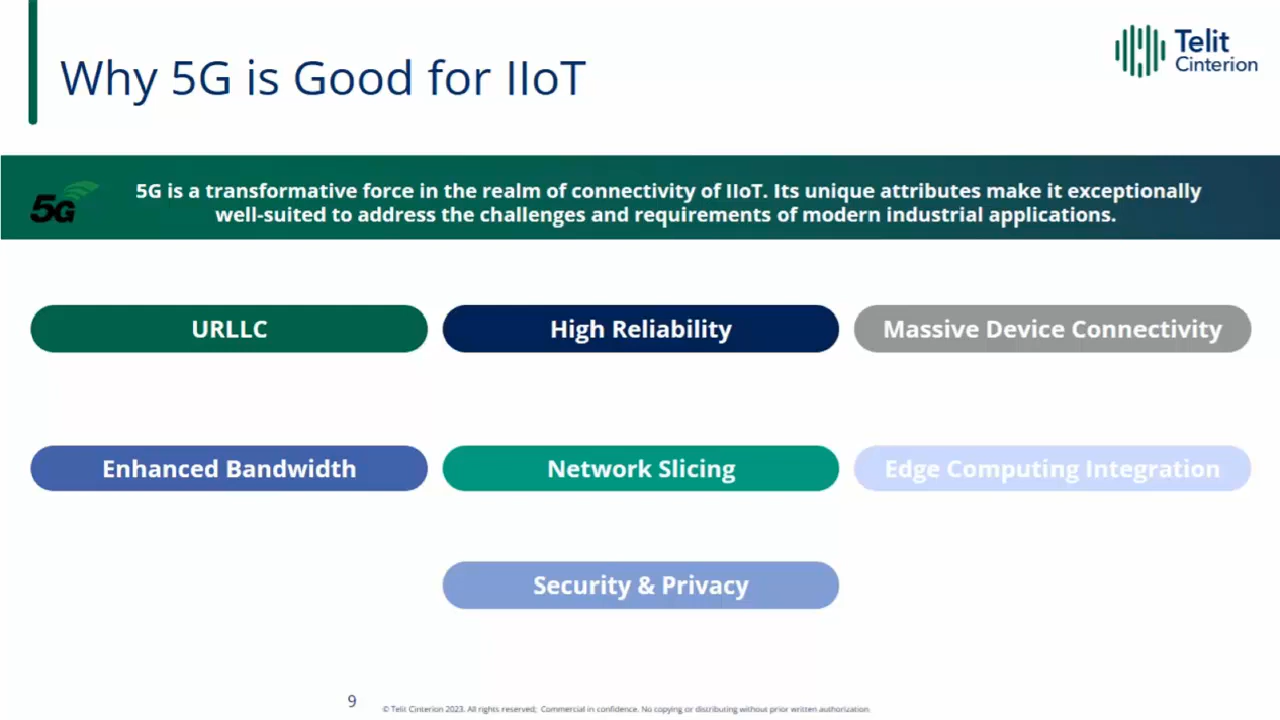 Why 5G is Good for IIoT
Telit
Cinterion
5G
5G is a transformative force in the realm of connectivity of IIoT. Its unique attributes make it exceptionally
well-suited to address the challenges and requirements of modern industrial applications.
URLLC
High Reliability
Massive Device Connectivity
Enhanced Bandwidth
Network Slicing
Edge Computing Integration
Security & Privacy
9
© Telit Cinterion 2023. All rights reserved; Commercial in confidence. No copying or distributing without prior written authorization.